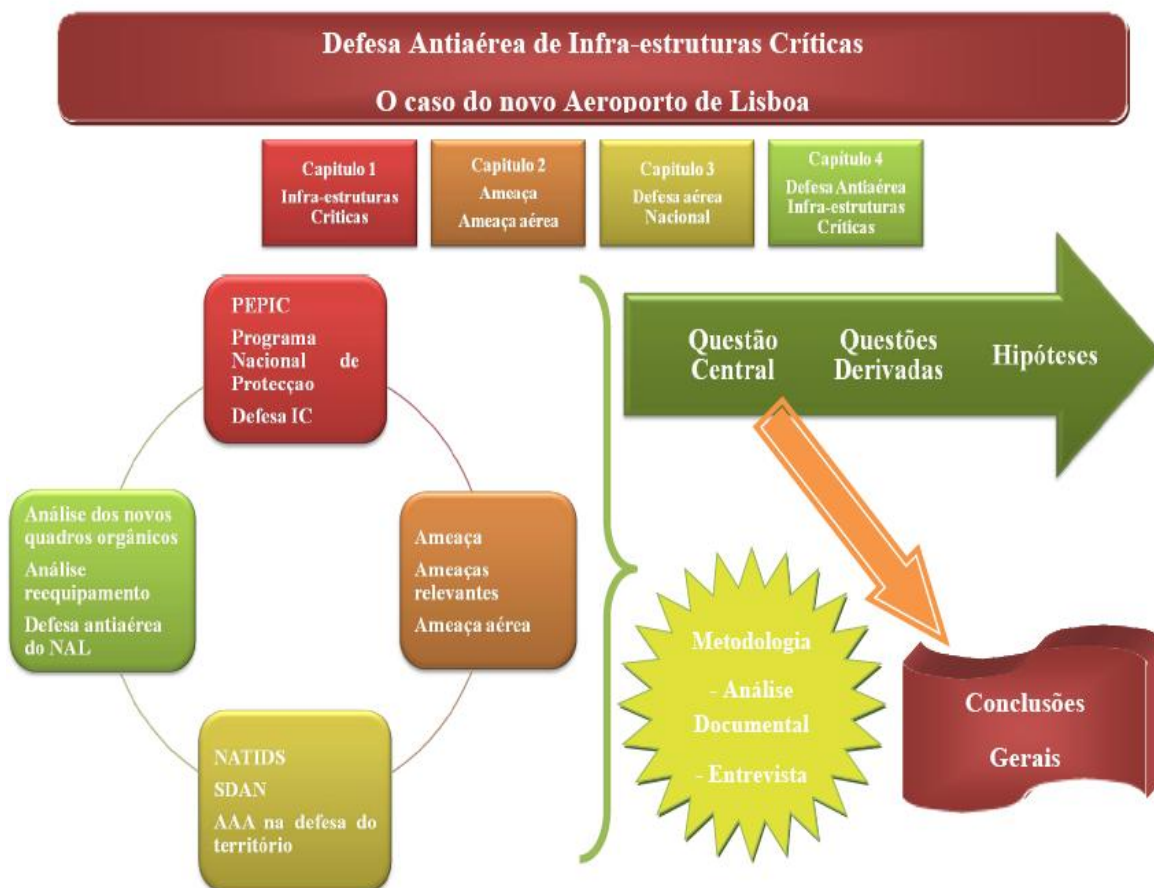 Defesa Antiaérea de Infra-estruturas Críticas
O caso do novo Aeroporto de Lisboa
Capitulo 1
Infra-estruturas
Criticas
Capitulo 2
Ameaça
Ameaça aérea
Capitulo 3
Defesa aérea
Nacional
Capítulo 4
Defesa Antiaérea
Infra-estruturas
Críticas
PEPIC
Programa
Nacional de
Protecçao
Defesa IC
Análise dos novos
quadros orgânicos
Análise
reequipamento
Defesa antiaérea
do NAL
Ameaça
Ameaças
relevantes
Ameaça aérea
NATIDS
SDAN
AAA na defesa do
território
Questão
Central
Questões
Derivadas
Hipóteses
Metodologia
- Análise
Documental
- Entrevista
Conclusões
Gerais